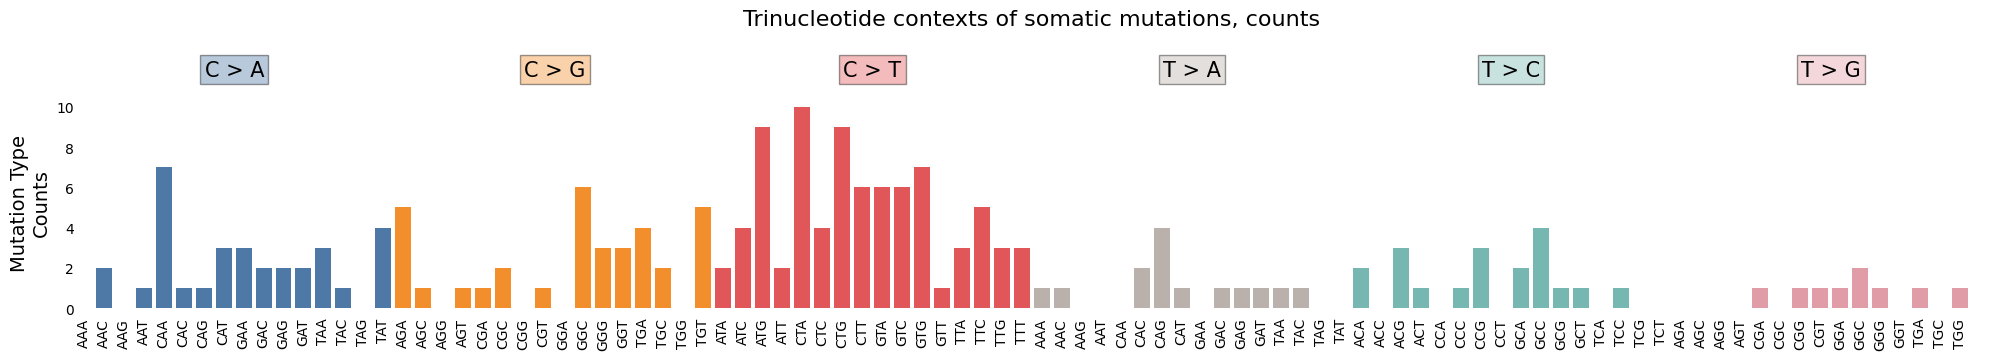 Trinucleotide contexts of somatic mutations, counts
C > A C > G C > T T > A T > C T > G
10
8
6
4
2
0
Mutation Type
Counts
AAA AAC AAG AAT CAA CAC CAG CAT GAA GAC GAG GAT TAA TAC TAG TAT AGA AGC AGG AGT CGA CGC CGG CGT GGA GGC GGG GGT TGA TGC TGG TGT ATA ATC ATG ATT CTA CTC CTG CTT GTA GTC GTG GTT TTA TTC TTG TTT AAA AAC AAG AAT CAA CAC CAG CAT GAA GAC GAG GAT TAA TAC TAG TAT ACA ACC ACG ACT CCA CCC CCG CCT GCA GCC GCG GCT TCA TCC TCG TCT AGA AGC AGG AGT CGA CGC CGG CGT GGA GGC GGG GGT TGA TGC TGG